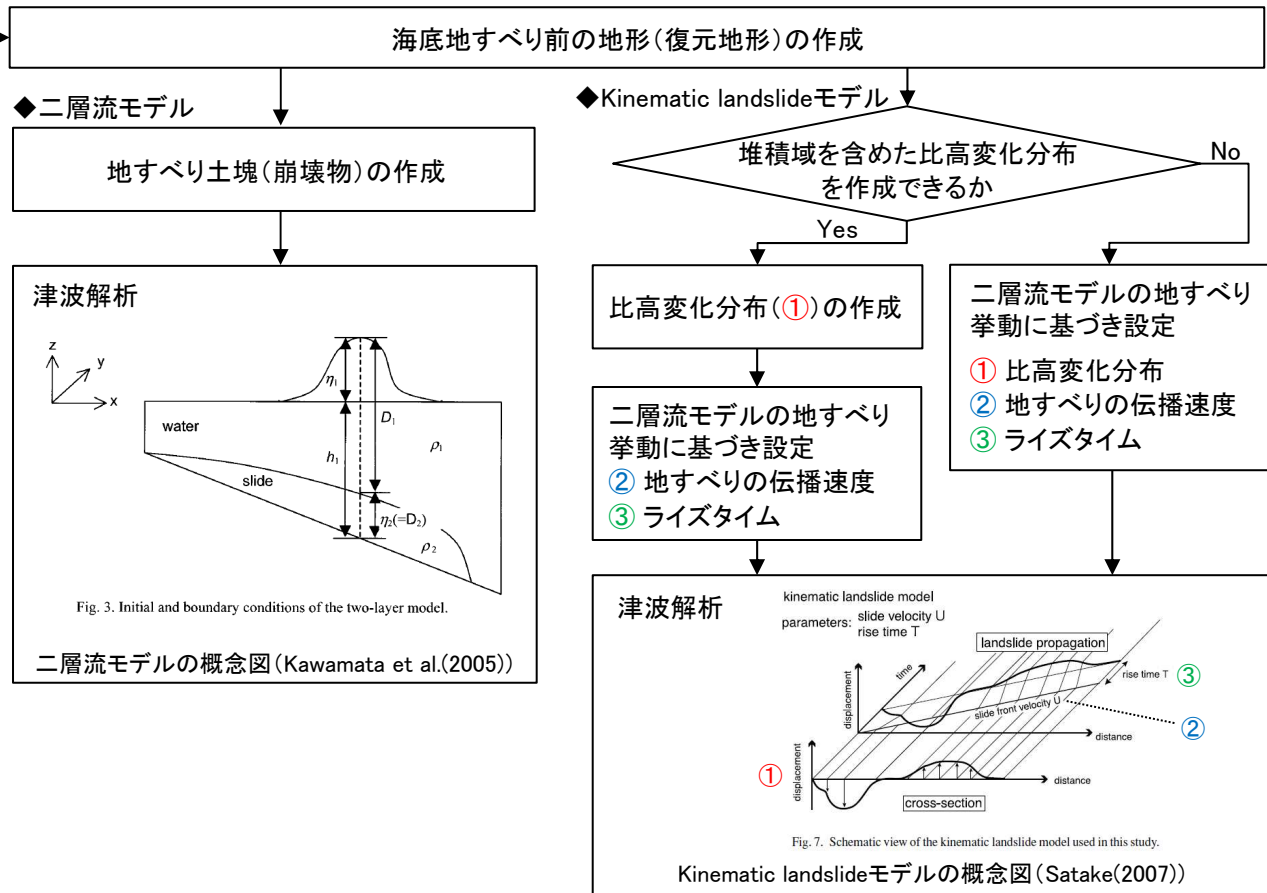 海底地すべり前の地形(復元地形)の作成
◆二層流モデル
地すべり土塊(崩壊物)の作成
津波解析
z
y
x
η1
D1
water
h1
ρ1
slide
η2(=D2)
ρ2
Fig. 3. Initial and boundary conditions of the two-layer model.
二層流モデルの概念図(Kawamata et al.(2005))
◆Kinematic landslideモデル
堆積域を含めた比高変化分布
を作成できるか
No
Yes
比高変化分布(①)の作成
二層流モデルの地すべり
挙動に基づき設定
② 地すべりの伝播速度
③ ライズタイム
二層流モデルの地すべり
挙動に基づき設定
① 比高変化分布
② 地すべりの伝播速度
③ ライズタイム
津波解析
kinematic landslide model
parameters: slide velocity U
rise time T
landslide propagation
time
displacement
rise time T
③
slide front velocity U
②
distance
①
displacement
distance
cross-section
Fig. 7. Schematic view of the kinematic landslide model used in this study.
Kinematic landslideモデルの概念図(Satake(2007))